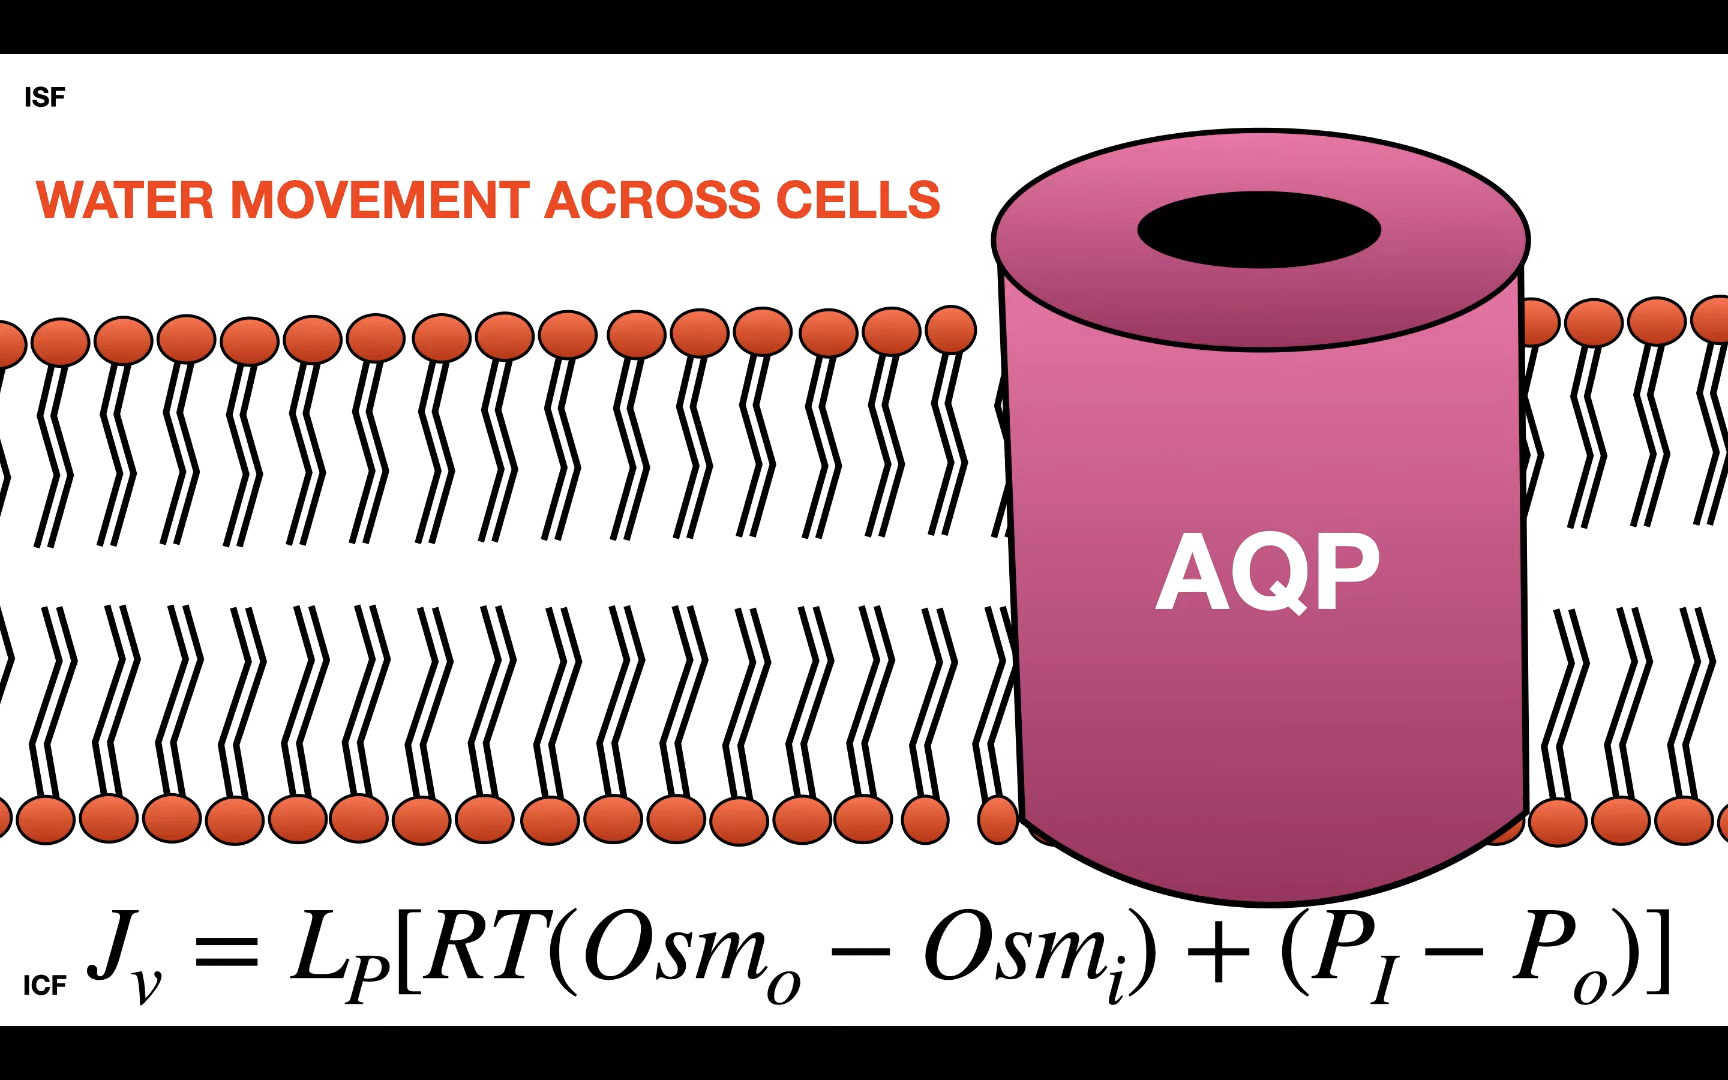 ISF
WATER MOVEMENT ACROSS CELLS
AQP
ICF
J_v = L_P[RT(Osm_o − Osm_i) + (P_I − P_o)]